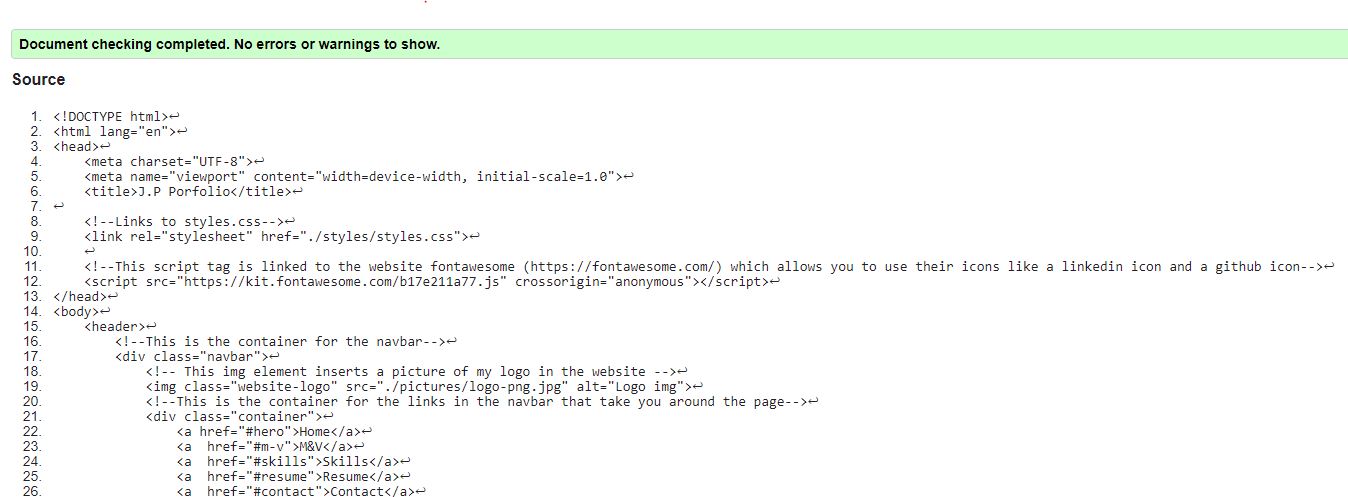 Document checking completed. No errors or warnings to show.
Source
1. <!DOCTYPE html>↩
2. <html lang="en">↩
3. <head>↩
4.     <meta charset="UTF-8">↩
5.     <meta name="viewport" content="width=device-width, initial-scale=1.0">↩
6.     <title>J.P Porfolio</title>↩
7. ↩
8.     <!--Links to styles.css-->↩
9.     <link rel="stylesheet" href="./styles/styles.css">↩
10.     ↩
11.     <!--This script tag is linked to the website fontawesome (https://fontawesome.com/) which allows you to use their icons like a linkedin icon and a github icon-->↩
12.     <script src="https://kit.fontawesome.com/b17e211a77.js" crossorigin="anonymous"></script>↩
13. </head>↩
14. <body>↩
15.     <header>↩
16.         <!--This is the container for the navbar-->↩
17.         <div class="navbar">↩
18.             <!-- This img element inserts a picture of my logo in the website -->↩
19.             <img class="website-logo" src="./pictures/logo-png.jpg" alt="Logo img">↩
20.             <!--This is the container for the links in the navbar that take you around the page-->↩
21.             <div class="container">↩
22.                 <a href="#hero">Home</a>↩
23.                 <a  href="#m-v">M&V</a>↩
24.                 <a  href="#skills">Skills</a>↩
25.                 <a  href="#resume">Resume</a>↩
26.                 <a  href="#contact">Contact</a>↩